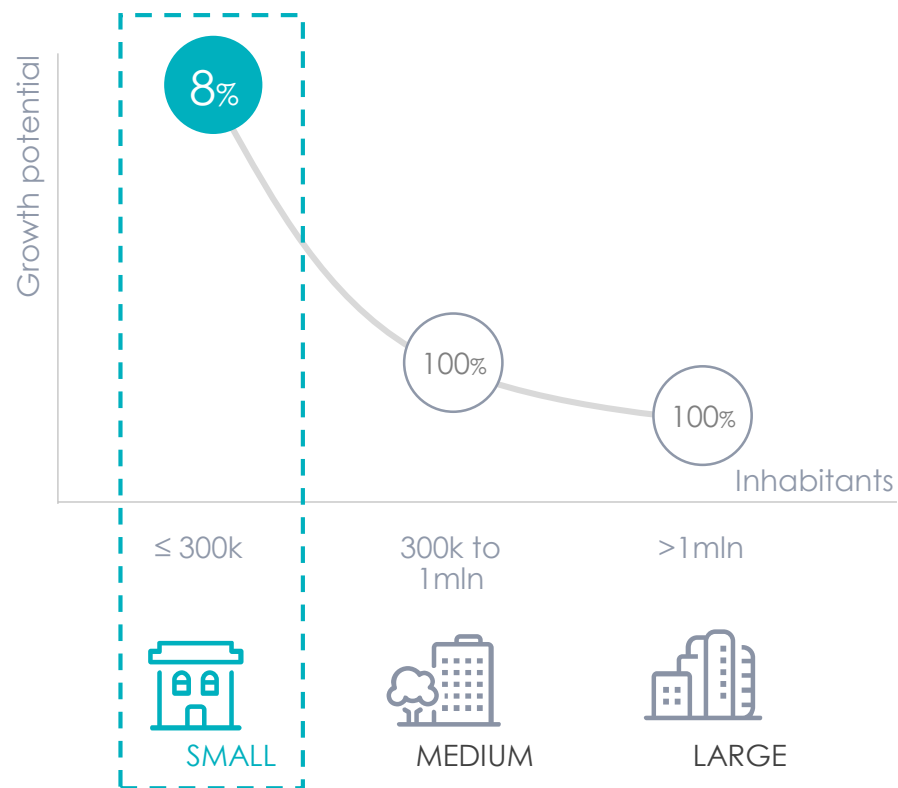 Growth potential
8%
100%
100%
Inhabitants
≤ 300k
300k to
1mln
>1mln
SMALL
MEDIUM
LARGE